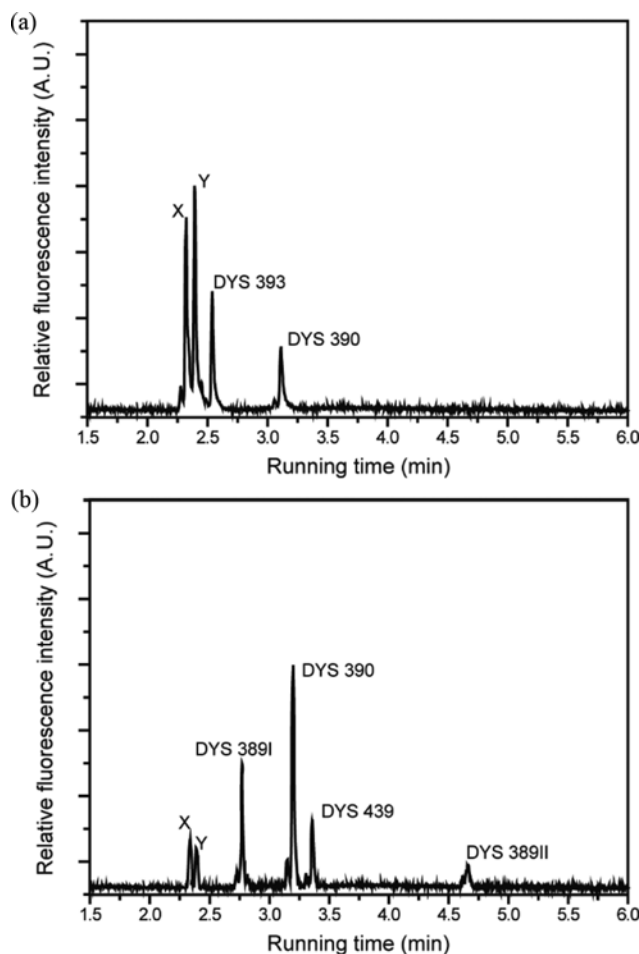 (a)
Relative fluorescence intensity (A.U.)
X
Y
DYS 393
DYS 390
1.5 2.0 2.5 3.0 3.5 4.0 4.5 5.0 5.5 6.0
Running time (min)
(b)
Relative fluorescence intensity (A.U.)
DYS 390
DYS 389I
DYS 439
X
Y
DYS 389II
1.5 2.0 2.5 3.0 3.5 4.0 4.5 5.0 5.5 6.0
Running time (min)